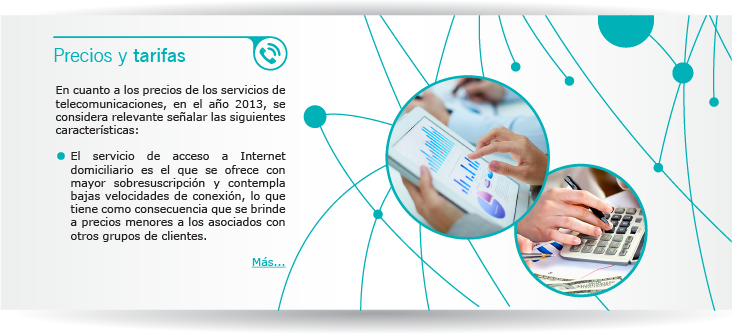 Precios y tarifas
En cuanto a los precios de los servicios de
telecomunicaciones, en el año 2013, se
considera relevante señalar las siguientes
características:
El servicio de acceso a Internet
domiciliario es el que se ofrece con
mayor sobresuscripción y contempla
bajas velocidades de conexión, lo que
tiene como consecuencia que se brinde
a precios menores a los asociados con
otros grupos de clientes.
Más...